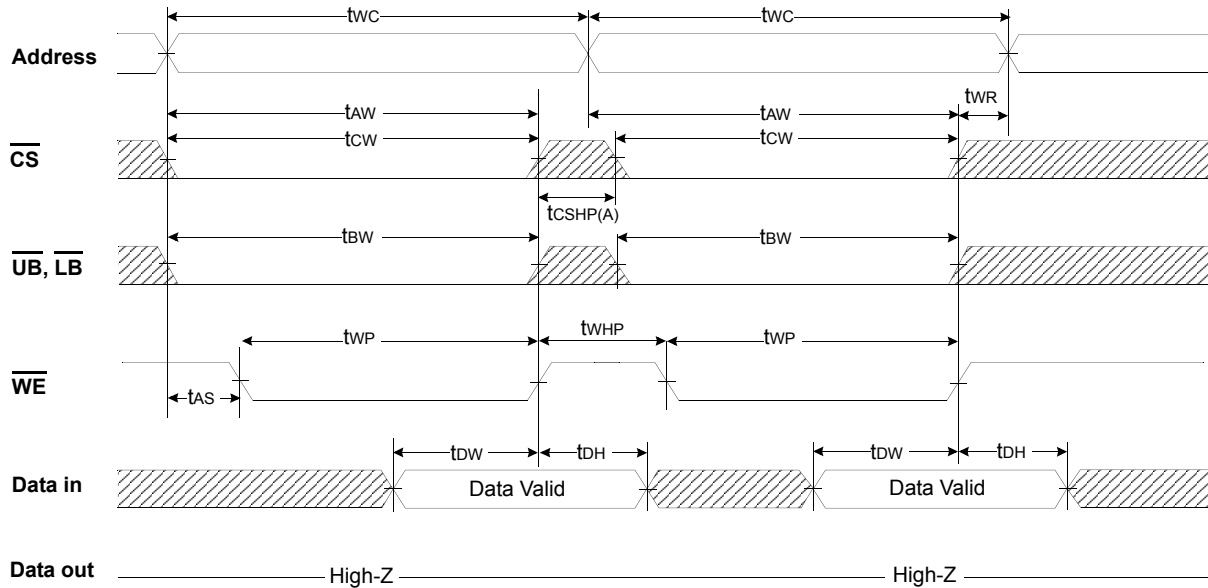 tWC tWC
Address
tWR
tAW tAW
tCW tCW
CS
tCSHP(A)
tBW tBW
UB, LB
tWP tWHP tWP
WE
tAS
tDW tDH tDW tDH
Data in Data Valid Data Valid
Data out High-Z High-Z